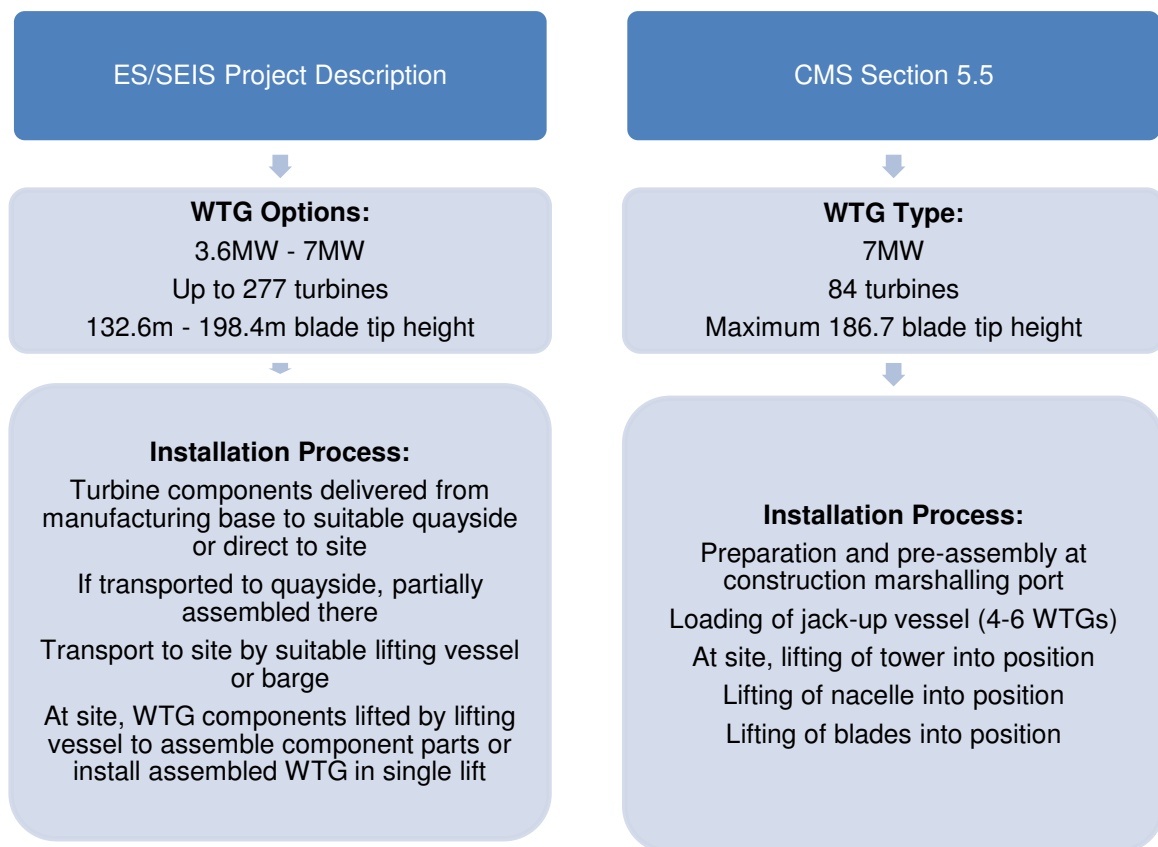 ES/SEIS Project Description
WTG Options:
3.6MW - 7MW
Up to 277 turbines
132.6m - 198.4m blade tip height
Installation Process:
Turbine components delivered from
manufacturing base to suitable quayside
or direct to site
If transported to quayside, partially
assembled there
Transport to site by suitable lifting vessel
or barge
At site, WTG components lifted by lifting
vessel to assemble component parts or
install assembled WTG in single lift
CMS Section 5.5
WTG Type:
7MW
84 turbines
Maximum 186.7 blade tip height
Installation Process:
Preparation and pre-assembly at
construction marshalling port
Loading of jack-up vessel (4-6 WTGs)
At site, lifting of tower into position
Lifting of nacelle into position
Lifting of blades into position